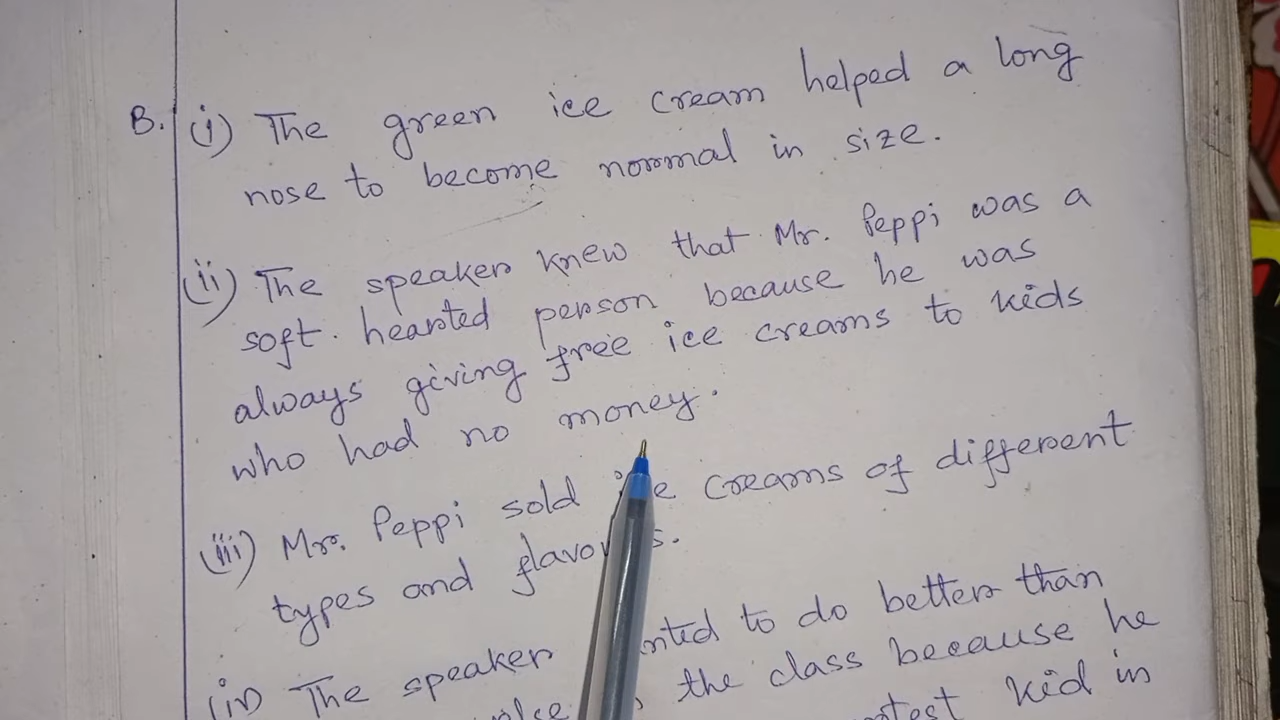 B. (i) The green ice cream helped a long
nose to become normal in size.
(ii) The speaker knew that Mr. Peppi was a
soft. hearted person because he was
always giving free ice creams to kids
who had no money.
(iii) Mr. Peppi sold creams of different
types and
(iv) The speaker to do better than
the class because he
kid in